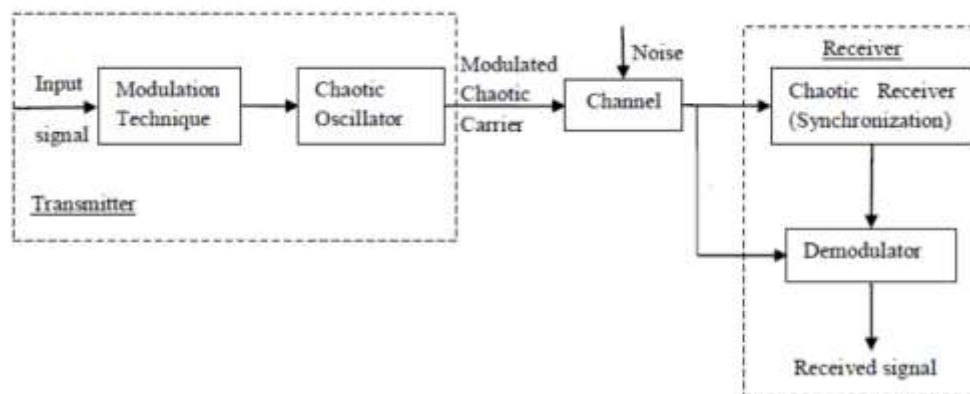 Input
signal
Modulation
Technique
Chaotic
Oscillator
Transmitter
Modulated
Chaotic
Carrier
Noise
Channel
Receiver
Chaotic Receiver
(Synchronization)
Demodulator
Received signal